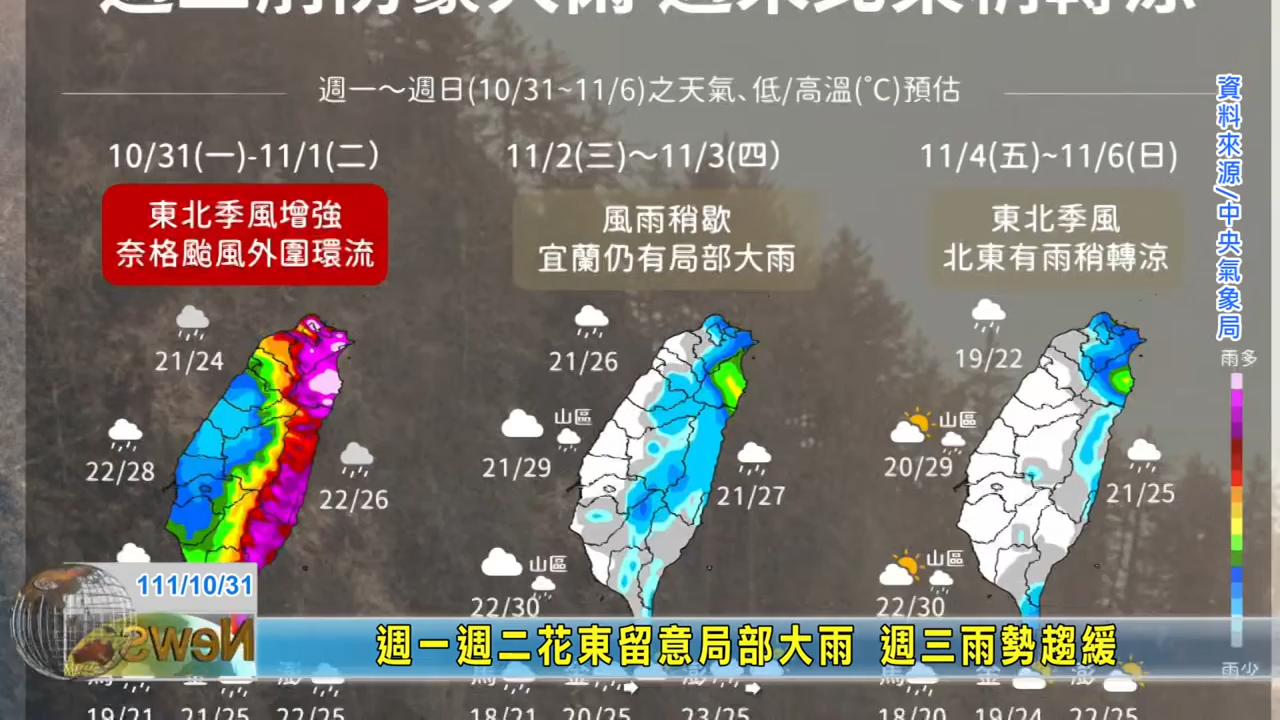 週一～週日(10/31~11/6)之天氣、低/高溫(°C)預估
10/31(一)-11/1(二)
東北季風增強
奈格颱風外圍環流
21/24
22/28
22/26
11/2(三)～11/3(四)
風雨稍歇
宜蘭仍有局部大雨
21/26
山區
21/29
21/27
山區
22/30
11/4(五)~11/6(日)
東北季風
北東有雨稍轉涼
19/22
山區
20/29
21/25
山區
22/30
資料來源/中央氣象局
雨多
雨少
111/10/31
News
週一週二花東留意局部大雨 週三雨勢趨緩
19/21 21/25 22/25
18/21 20/25 23/25
18/20 19/24 22/25